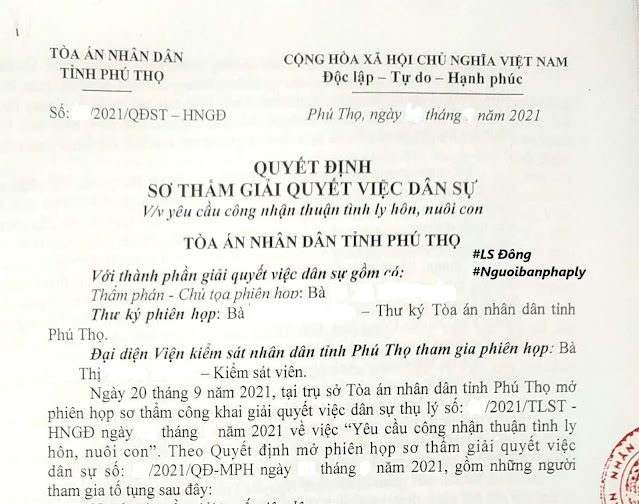 TÒA ÁN NHÂN DÂN
TỈNH PHÚ THỌ
CỘNG HÒA XÃ HỘI CHỦ NGHĨA VIỆT NAM
Độc lập – Tự do – Hạnh phúc
Số: /2021/QĐST – HNGĐ
Phú Thọ, ngày tháng năm 2021
QUYẾT ĐỊNH
SƠ THẨM GIẢI QUYẾT VIỆC DÂN SỰ
V/v yêu cầu công nhận thuận tình ly hôn, nuôi con
TÒA ÁN NHÂN DÂN TỈNH PHÚ THỌ
#LS Đông
#Nguoibanphaply
Với thành phần giải quyết việc dân sự gồm có:
Thẩm phán - Chủ tọa phiên họp: Bà
Thư ký phiên họp: Bà – Thư ký Tòa án nhân dân tỉnh
Phú Thọ.
Đại diện Viện kiểm sát nhân dân tỉnh Phú Thọ tham gia phiên họp: Bà
Thị – Kiểm sát viên.
Ngày 20 tháng 9 năm 2021, tại trụ sở Tòa án nhân dân tỉnh Phú Thọ mở
phiên họp sơ thẩm công khai giải quyết việc dân sự thụ lý số: /2021/TLST -
HNGĐ ngày tháng năm 2021 về việc “Yêu cầu công nhận thuận tình ly
hôn, nuôi con”. Theo Quyết định mở phiên họp sơ thẩm giải quyết việc
dân sự số: /2021/QĐ-MPH ngày tháng năm 2021, gồm những người
tham gia tố tụng sau đây: